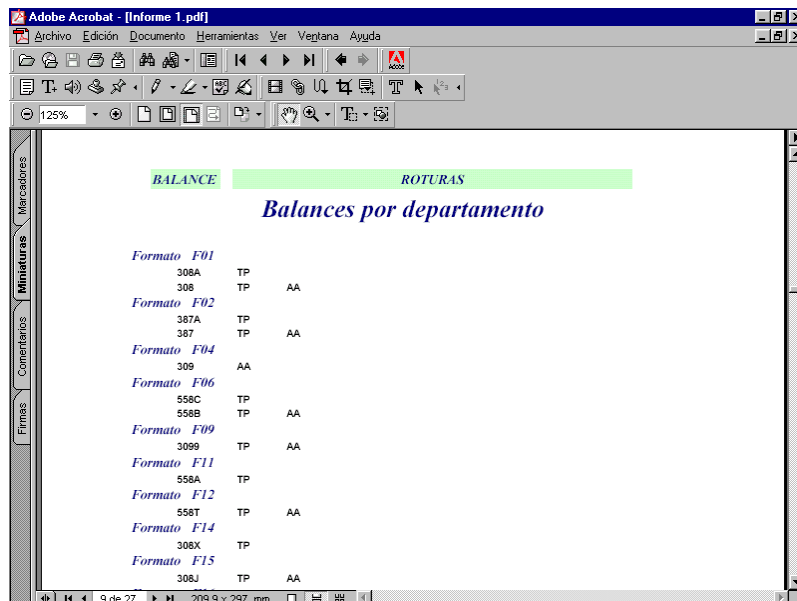 Adobe Acrobat - [Informe 1.pdf]
Archivo Edición Documento Herramientas Ver Ventana Ayuda
Adobe
125%
Marcadores
Miniaturas
Comentarios
Firmas
BALANCE ROTURAS
Balances por departamento
Formato F01
308A TP
308 TP AA
Formato F02
387A TP
387 TP AA
Formato F04
309 AA
Formato F06
558C TP
558B TP AA
Formato F09
3099 TP AA
Formato F11
558A TP
Formato F12
558T TP AA
Formato F14
308X TP
Formato F15
308J TP AA
9 de 27 209,9 x 297 mm